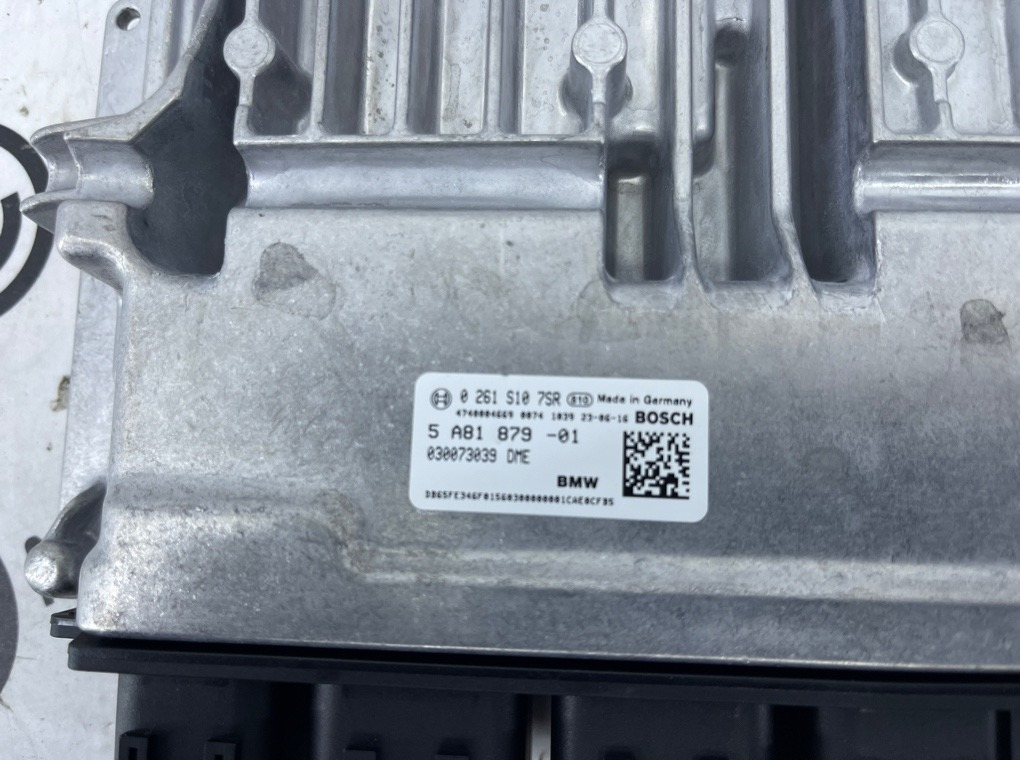 0 261 S10 7SR 810 Made in Germany
4740004669 0074 1039 23-06-16 BOSCH
5 A81 879 -01
030073039 DME
BMW